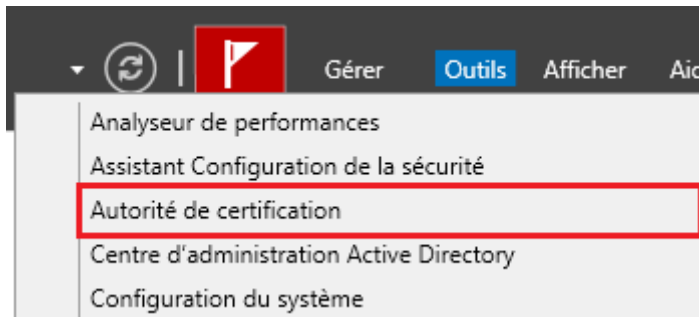 Gérer Outils Afficher
Analyseur de performances
Assistant Configuration de la sécurité
Autorité de certification
Centre d'administration Active Directory
Configuration du système